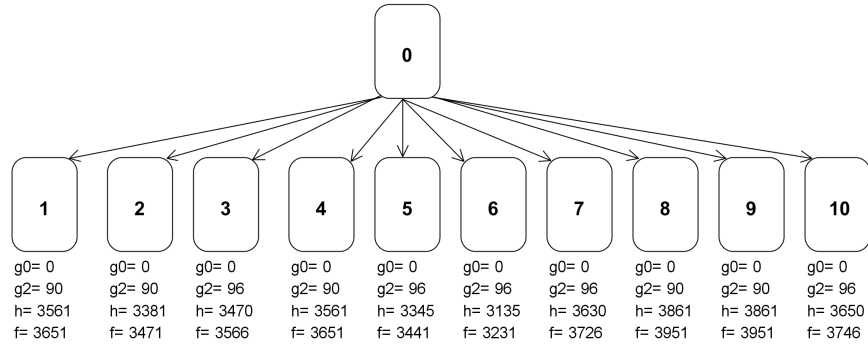 0
1 2 3 4 5 6 7 8 9 10
g0= 0 g0= 0 g0= 0 g0= 0 g0= 0 g0= 0 g0= 0 g0= 0 g0= 0 g0= 0
g2= 90 g2= 90 g2= 96 g2= 90 g2= 96 g2= 96 g2= 96 g2= 90 g2= 90 g2= 96
h= 3561 h= 3381 h= 3470 h= 3561 h= 3345 h= 3135 h= 3630 h= 3861 h= 3861 h= 3650
f= 3651 f= 3471 f= 3566 f= 3651 f= 3441 f= 3231 f= 3726 f= 3951 f= 3951 f= 3746